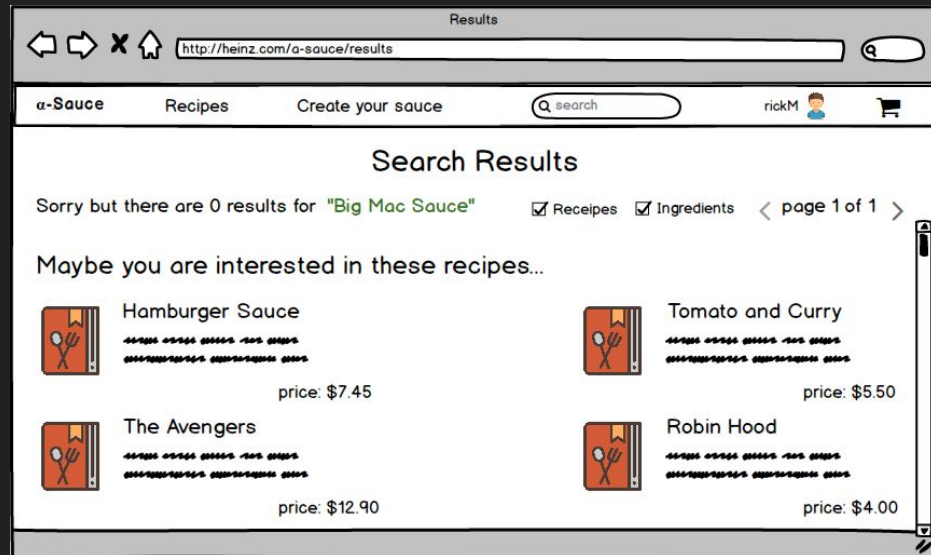 Results
http://heinz.com/a-sauce/results
α-Sauce Recipes Create your sauce search rickM
Search Results
Sorry but there are 0 results for "Big Mac Sauce" Receipes Ingredients page 1 of 1
Maybe you are interested in these recipes...
Hamburger Sauce Tomato and Curry
price: $7.45 price: $5.50
The Avengers Robin Hood
price: $12.90 price: $4.00